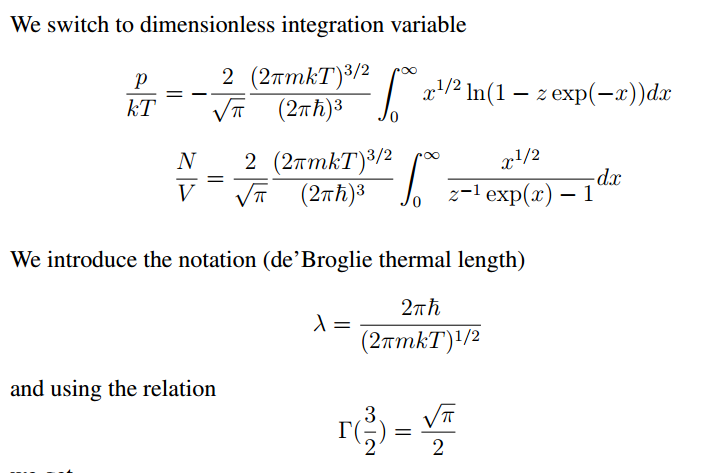 We switch to dimensionless integration variable
p/kT = −2/√π (2πmkT)^{3/2}/(2πħ)^3 ∫_0^∞ x^{1/2} ln(1 − z exp(−x))dx
N/V = 2/√π (2πmkT)^{3/2}/(2πħ)^3 ∫_0^∞ x^{1/2}/(z^{−1} exp(x) − 1) dx
We introduce the notation (de’Broglie thermal length)
λ = 2πħ/(2πmkT)^{1/2}
and using the relation
Γ(3/2) = √π/2